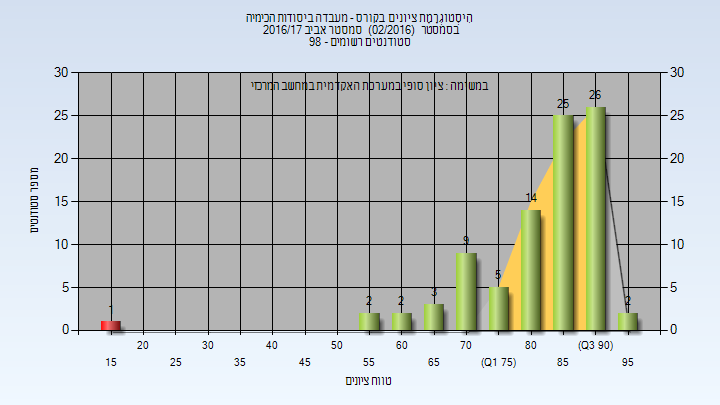 היסטוגרמת ציונים בקורס - מעבדה ביסודות הכימיה
בסמסטר (02/2016) סמסטר אביב 2016/17
סטודנטים רשומים - 98
במשימה : ציון סופי במערכת האקדמית במחשב המרכזי
30 30
25 25
20 20
15 15
10 10
5 5
0 0
1 2 2 3 9 5 14 25 26 2
מספר סטודנטים
20 30 40 50 60 70 80 (Q3 90)
15 25 35 45 55 65 (Q1 75) 85 95
טווח ציונים